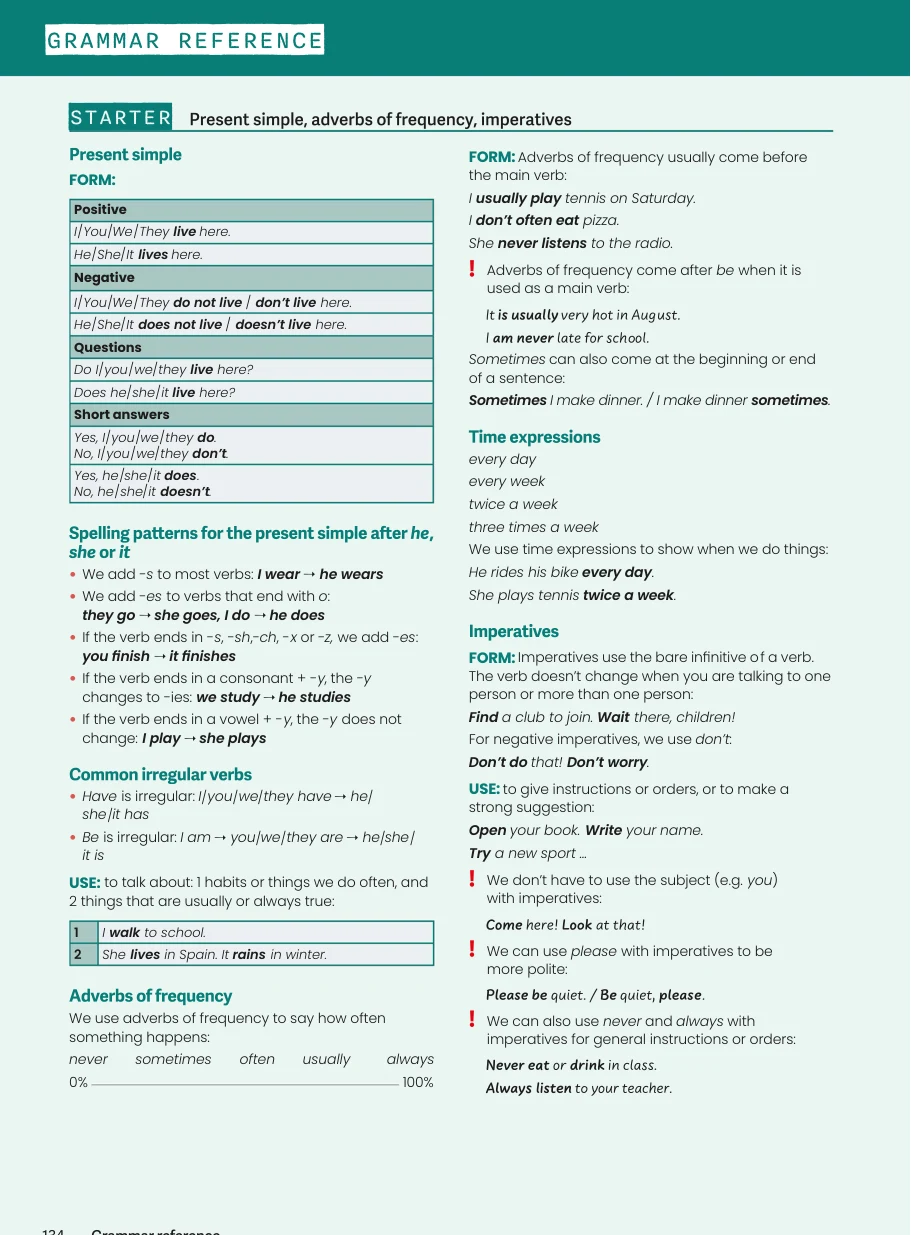 GRAMMAR REFERENCE
STARTER Present simple, adverbs of frequency, imperatives
Present simple
FORM:
Positive
I/You/We/They live here.
He/She/It lives here.
Negative
I/You/We/They do not live / don't live here.
He/She/It does not live / doesn't live here.
Questions
Do I/you/we/they live here?
Does he/she/it live here?
Short answers
Yes, I/you/we/they do.
No, I/you/we/they don't.
Yes, he/she/it does.
No, he/she/it doesn't.
Spelling patterns for the present simple after he,
she or it
• We add -s to most verbs: I wear → he wears
• We add -es to verbs that end with o:
they go → she goes, I do → he does
• If the verb ends in -s, -sh,-ch, -x or -z, we add -es:
you finish → it finishes
• If the verb ends in a consonant + -y, the -y
changes to -ies: we study → he studies
• If the verb ends in a vowel + -y, the -y does not
change: I play → she plays
Common irregular verbs
• Have is irregular: I/you/we/they have → he/
she/it has
• Be is irregular: I am → you/we/they are → he/she/
it is
USE: to talk about: 1 habits or things we do often, and
2 things that are usually or always true:
1 I walk to school.
2 She lives in Spain. It rains in winter.
Adverbs of frequency
We use adverbs of frequency to say how often
something happens:
never sometimes often usually always
0% 100%
FORM: Adverbs of frequency usually come before
the main verb:
I usually play tennis on Saturday.
I don't often eat pizza.
She never listens to the radio.
! Adverbs of frequency come after be when it is
used as a main verb:
It is usually very hot in August.
I am never late for school.
Sometimes can also come at the beginning or end
of a sentence:
Sometimes I make dinner. / I make dinner sometimes.
Time expressions
every day
every week
twice a week
three times a week
We use time expressions to show when we do things:
He rides his bike every day.
She plays tennis twice a week.
Imperatives
FORM: Imperatives use the bare infinitive of a verb.
The verb doesn't change when you are talking to one
person or more than one person:
Find a club to join. Wait there, children!
For negative imperatives, we use don't:
Don't do that! Don't worry.
USE: to give instructions or orders, or to make a
strong suggestion:
Open your book. Write your name.
Try a new sport …
! We don't have to use the subject (e.g. you)
with imperatives:
Come here! Look at that!
! We can use please with imperatives to be
more polite:
Please be quiet. / Be quiet, please.
! We can also use never and always with
imperatives for general instructions or orders:
Never eat or drink in class.
Always listen to your teacher.
134 Grammar reference